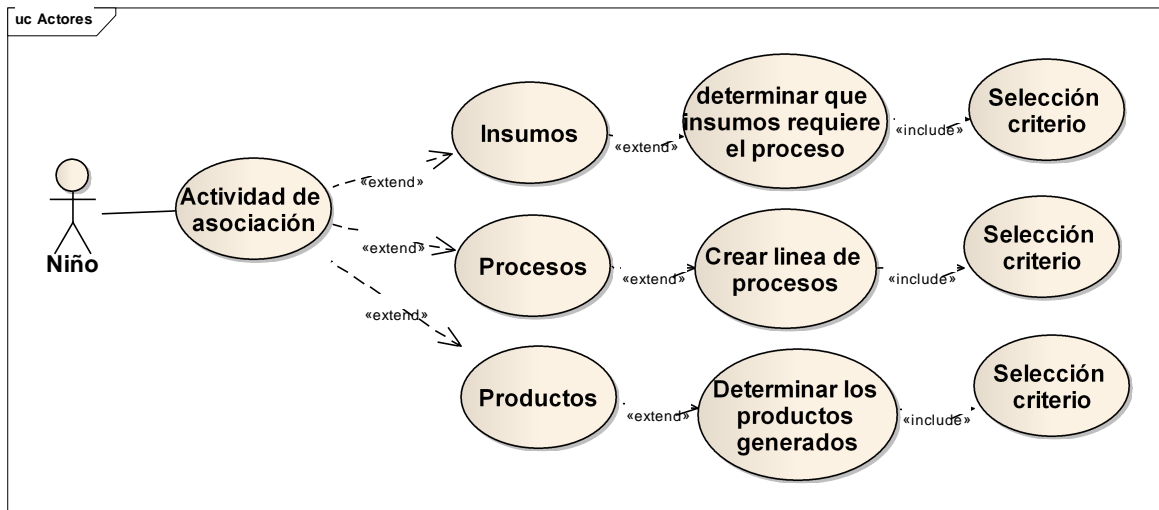 uc Actores
Niño
Actividad de
asociación
«extend»
«extend»
«extend»
Insumos
«extend»
determinar que
insumos requiere
el proceso
«include»
Selección
criterio
Procesos
«extend»
Crear linea de
procesos
«include»
Selección
criterio
Productos
«extend»
Determinar los
productos
generados
«include»
Selección
criterio